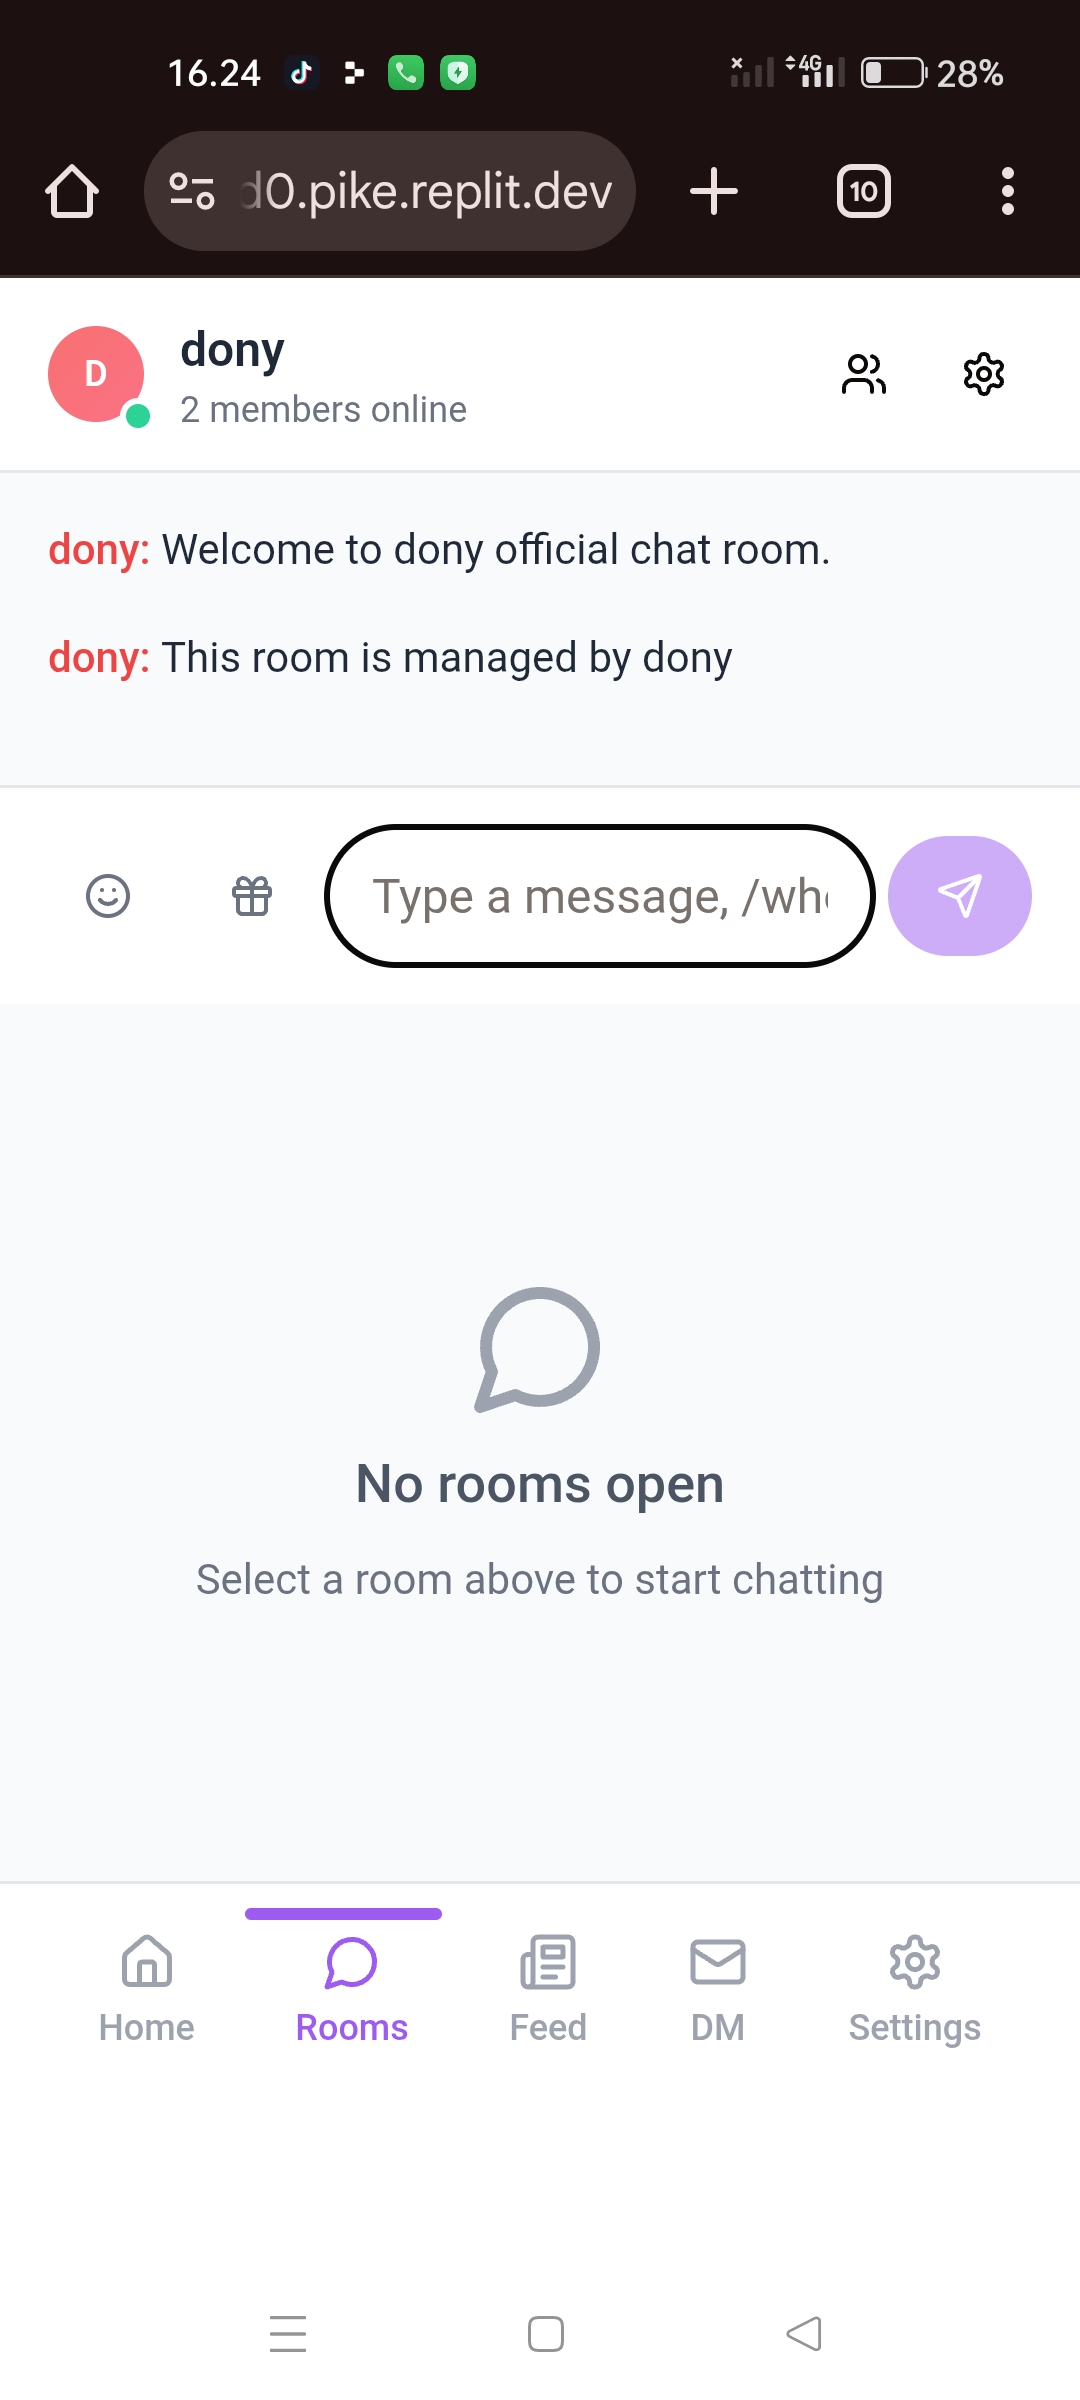 16.24
4G
28%
d0.pike.replit.dev
10
D
dony
2 members online
dony: Welcome to dony official chat room.
dony: This room is managed by dony
Type a message, /who
No rooms open
Select a room above to start chatting
Home
Rooms
Feed
DM
Settings